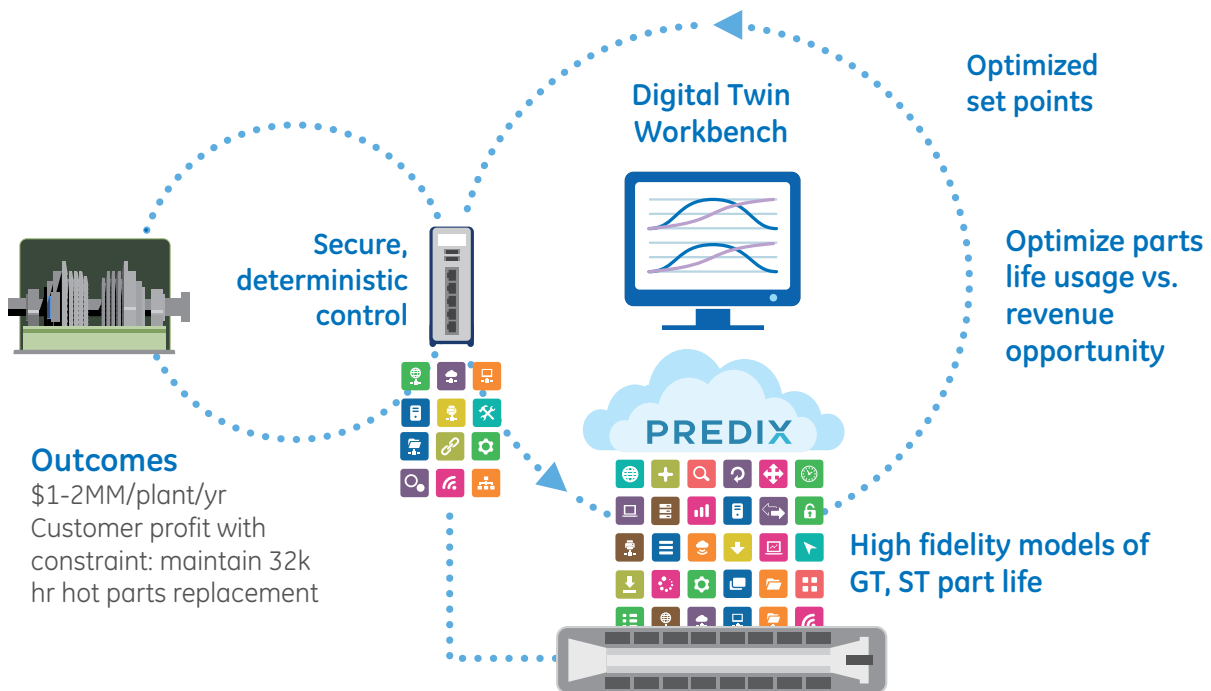 Digital Twin
Workbench
Optimized
set points
Secure,
deterministic
control
Optimize parts
life usage vs.
revenue
opportunity
PREDIX
Outcomes
$1-2MM/plant/yr
Customer profit with
constraint: maintain 32k
hr hot parts replacement
High fidelity models of
GT, ST part life